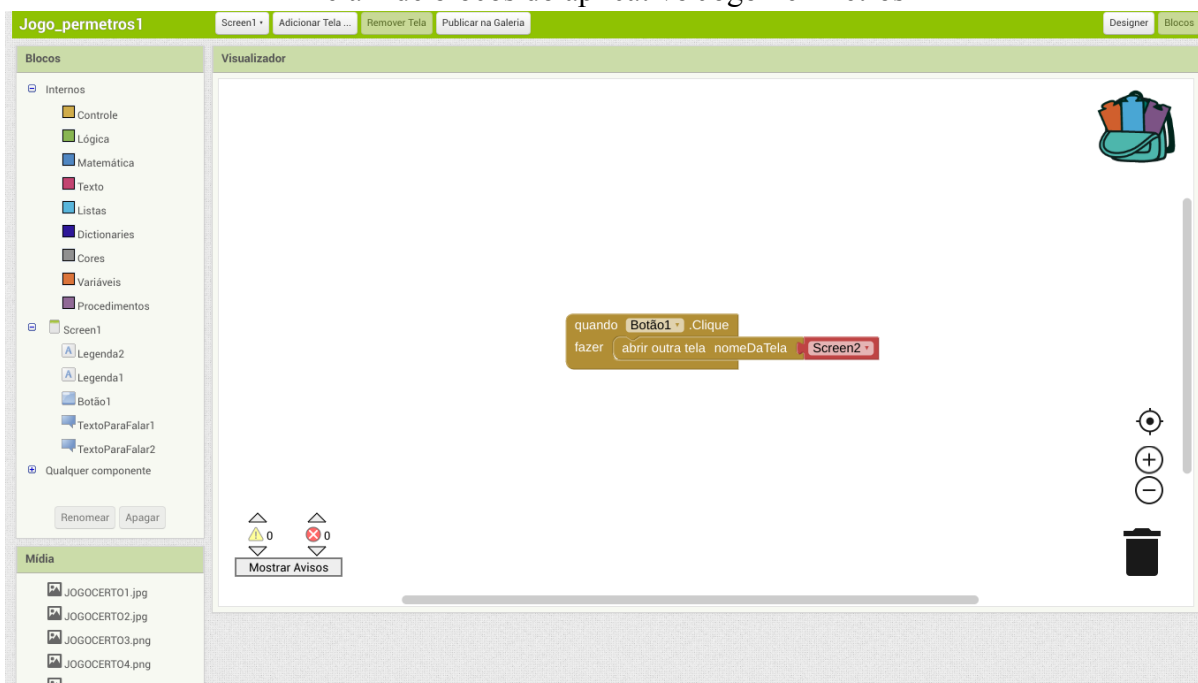 Jogo_permetros1
Screen1 Adicionar Tela ... Remover Tela Publicar na Galeria
Designer Blocos
Blocos
Internos
Controle
Lógica
Matemática
Texto
Listas
Dictionaries
Cores
Variáveis
Procedimentos
Screen1
Legenda2
Legenda1
Botão1
TextoParaFalar1
TextoParaFalar2
Qualquer componente
Renomear Apagar
Mídia
JOGOCERTO1.jpg
JOGOCERTO2.jpg
JOGOCERTO3.png
JOGOCERTO4.png
Visualizador
quando Botão1 .Clique
fazer abrir outra tela nomeDaTela Screen2
0 0
Mostrar Avisos